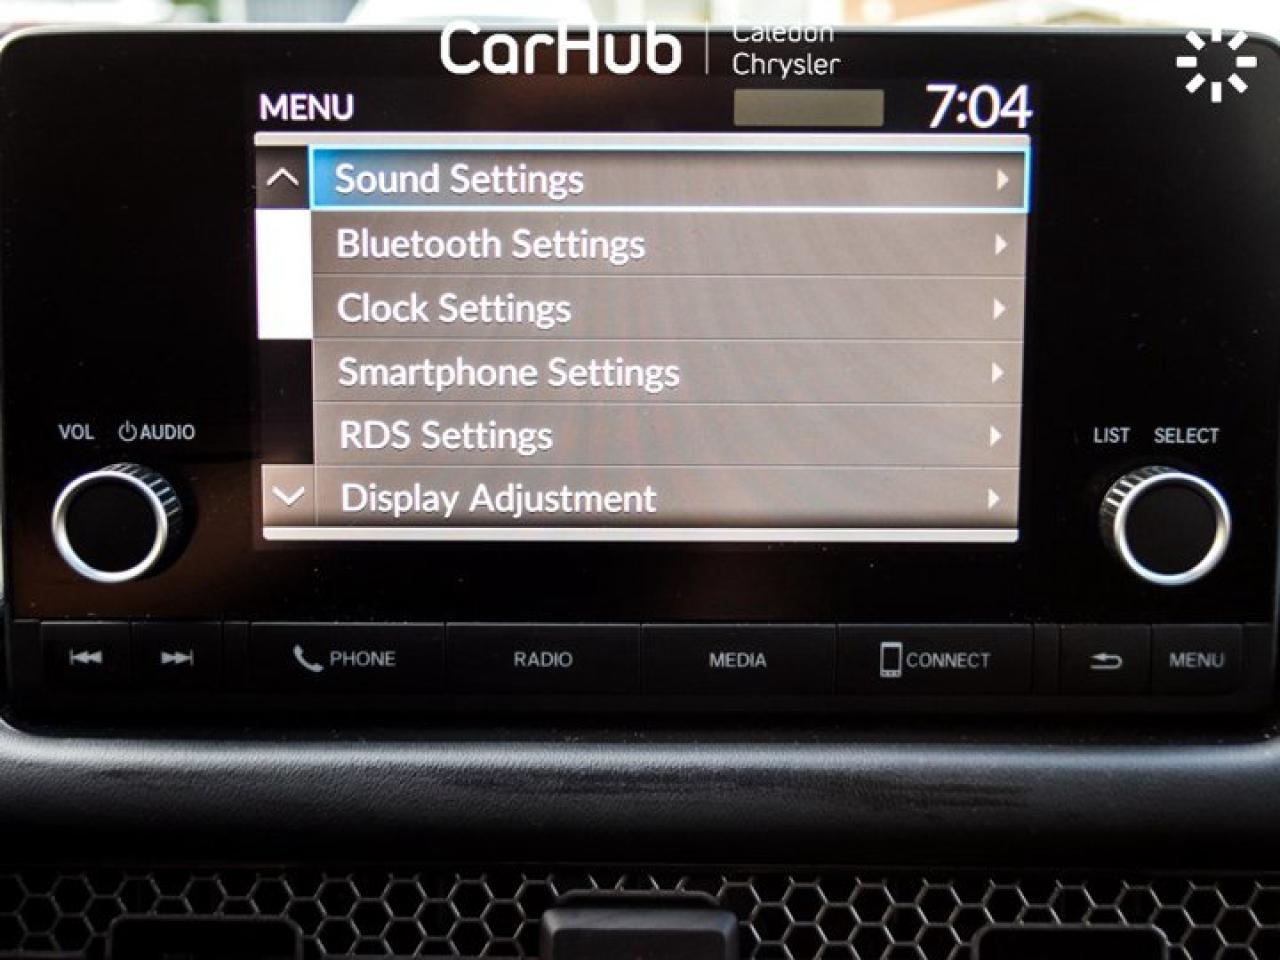 CarHub
Caledon
Chrysler
MENU
7:04
Sound Settings
Bluetooth Settings
Clock Settings
Smartphone Settings
RDS Settings
Display Adjustment
VOL AUDIO
LIST SELECT
PHONE
RADIO
MEDIA
CONNECT
MENU